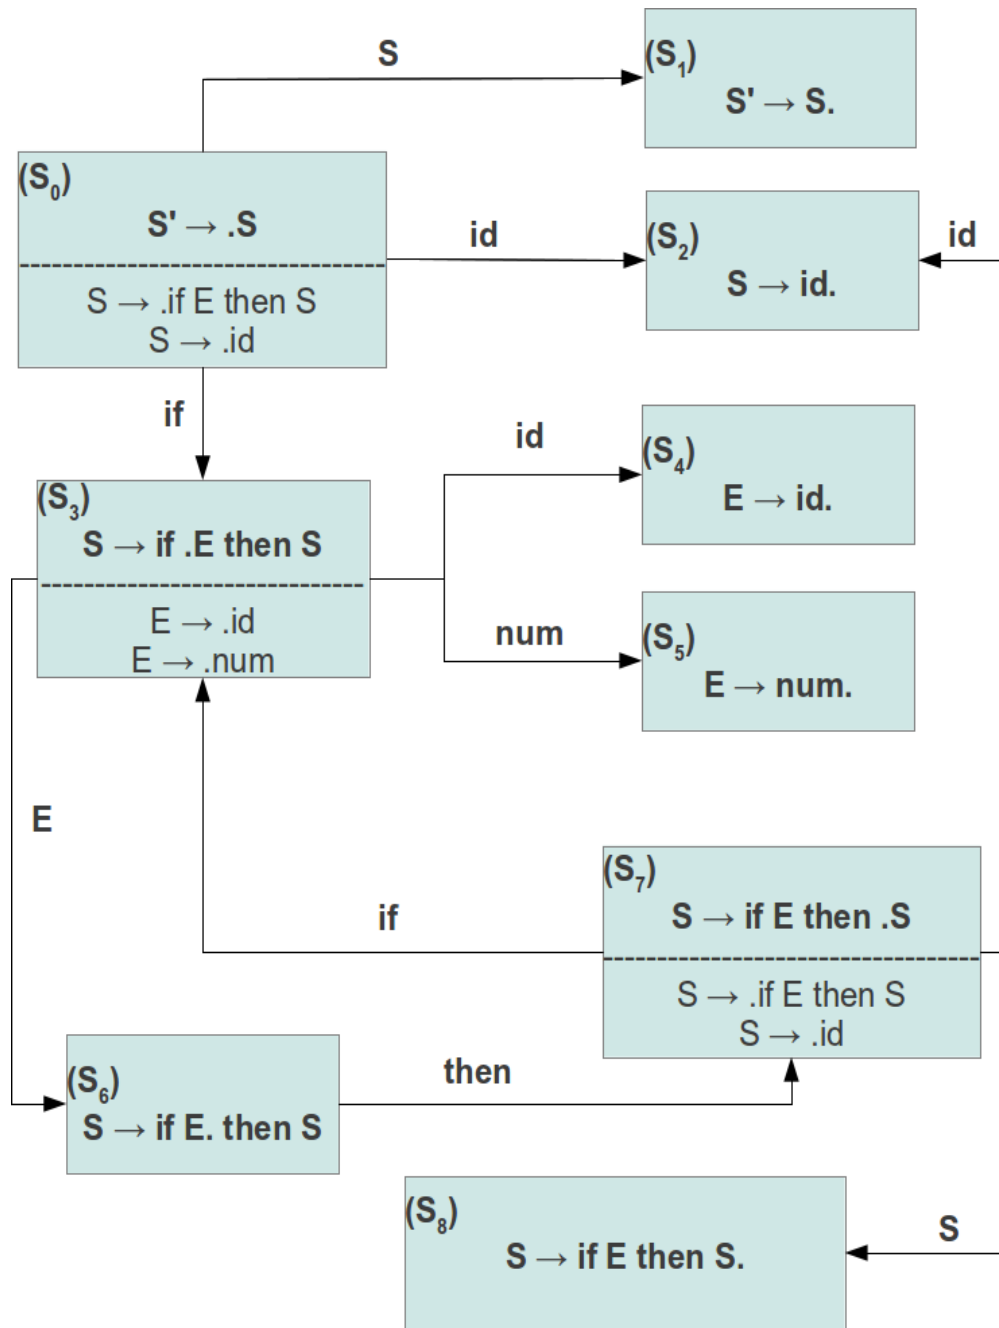 S
(S₁)
S' → S.
(S₀)
S' → .S
S → .if E then S
S → .id
id
(S₂)
S → id.
id
if
(S₃)
S → if .E then S
E → .id
E → .num
id
(S₄)
E → id.
num
(S₅)
E → num.
E
if
(S₇)
S → if E then .S
S → .if E then S
S → .id
(S₆)
S → if E. then S
then
(S₈)
S → if E then S.
S